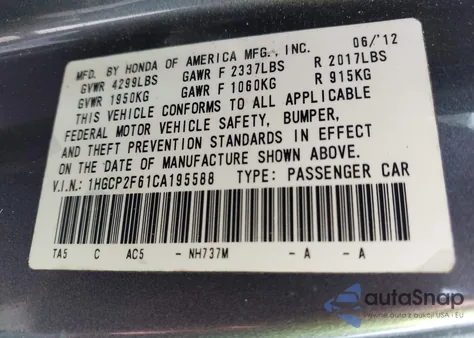 MFD. BY HONDA OF AMERICA MFG., INC. 06/'12
GVWR 4299LBS GAWR F 2337LBS R 2017LBS
GVWR 1950KG GAWR F 1060KG R 915KG
THIS VEHICLE CONFORMS TO ALL APPLICABLE
FEDERAL MOTOR VEHICLE SAFETY, BUMPER,
AND THEFT PREVENTION STANDARDS IN EFFECT
ON THE DATE OF MANUFACTURE SHOWN ABOVE.
V.I.N.: 1HGCP2F61CA195588 TYPE: PASSENGER CAR
TA5 C AC5 - NH737M - A - A
autoSnap
USA i EU